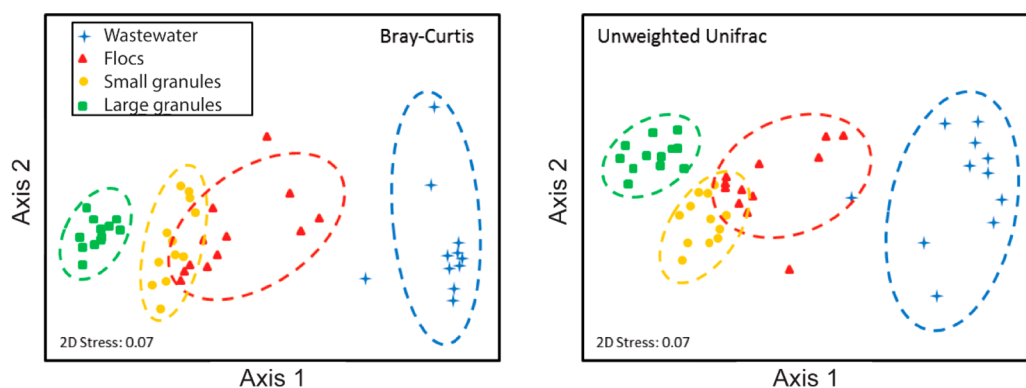 Wastewater
Flocs
Small granules
Large granules
Bray-Curtis
Axis 2
2D Stress: 0.07
Axis 1
Unweighted Unifrac
Axis 2
2D Stress: 0.07
Axis 1